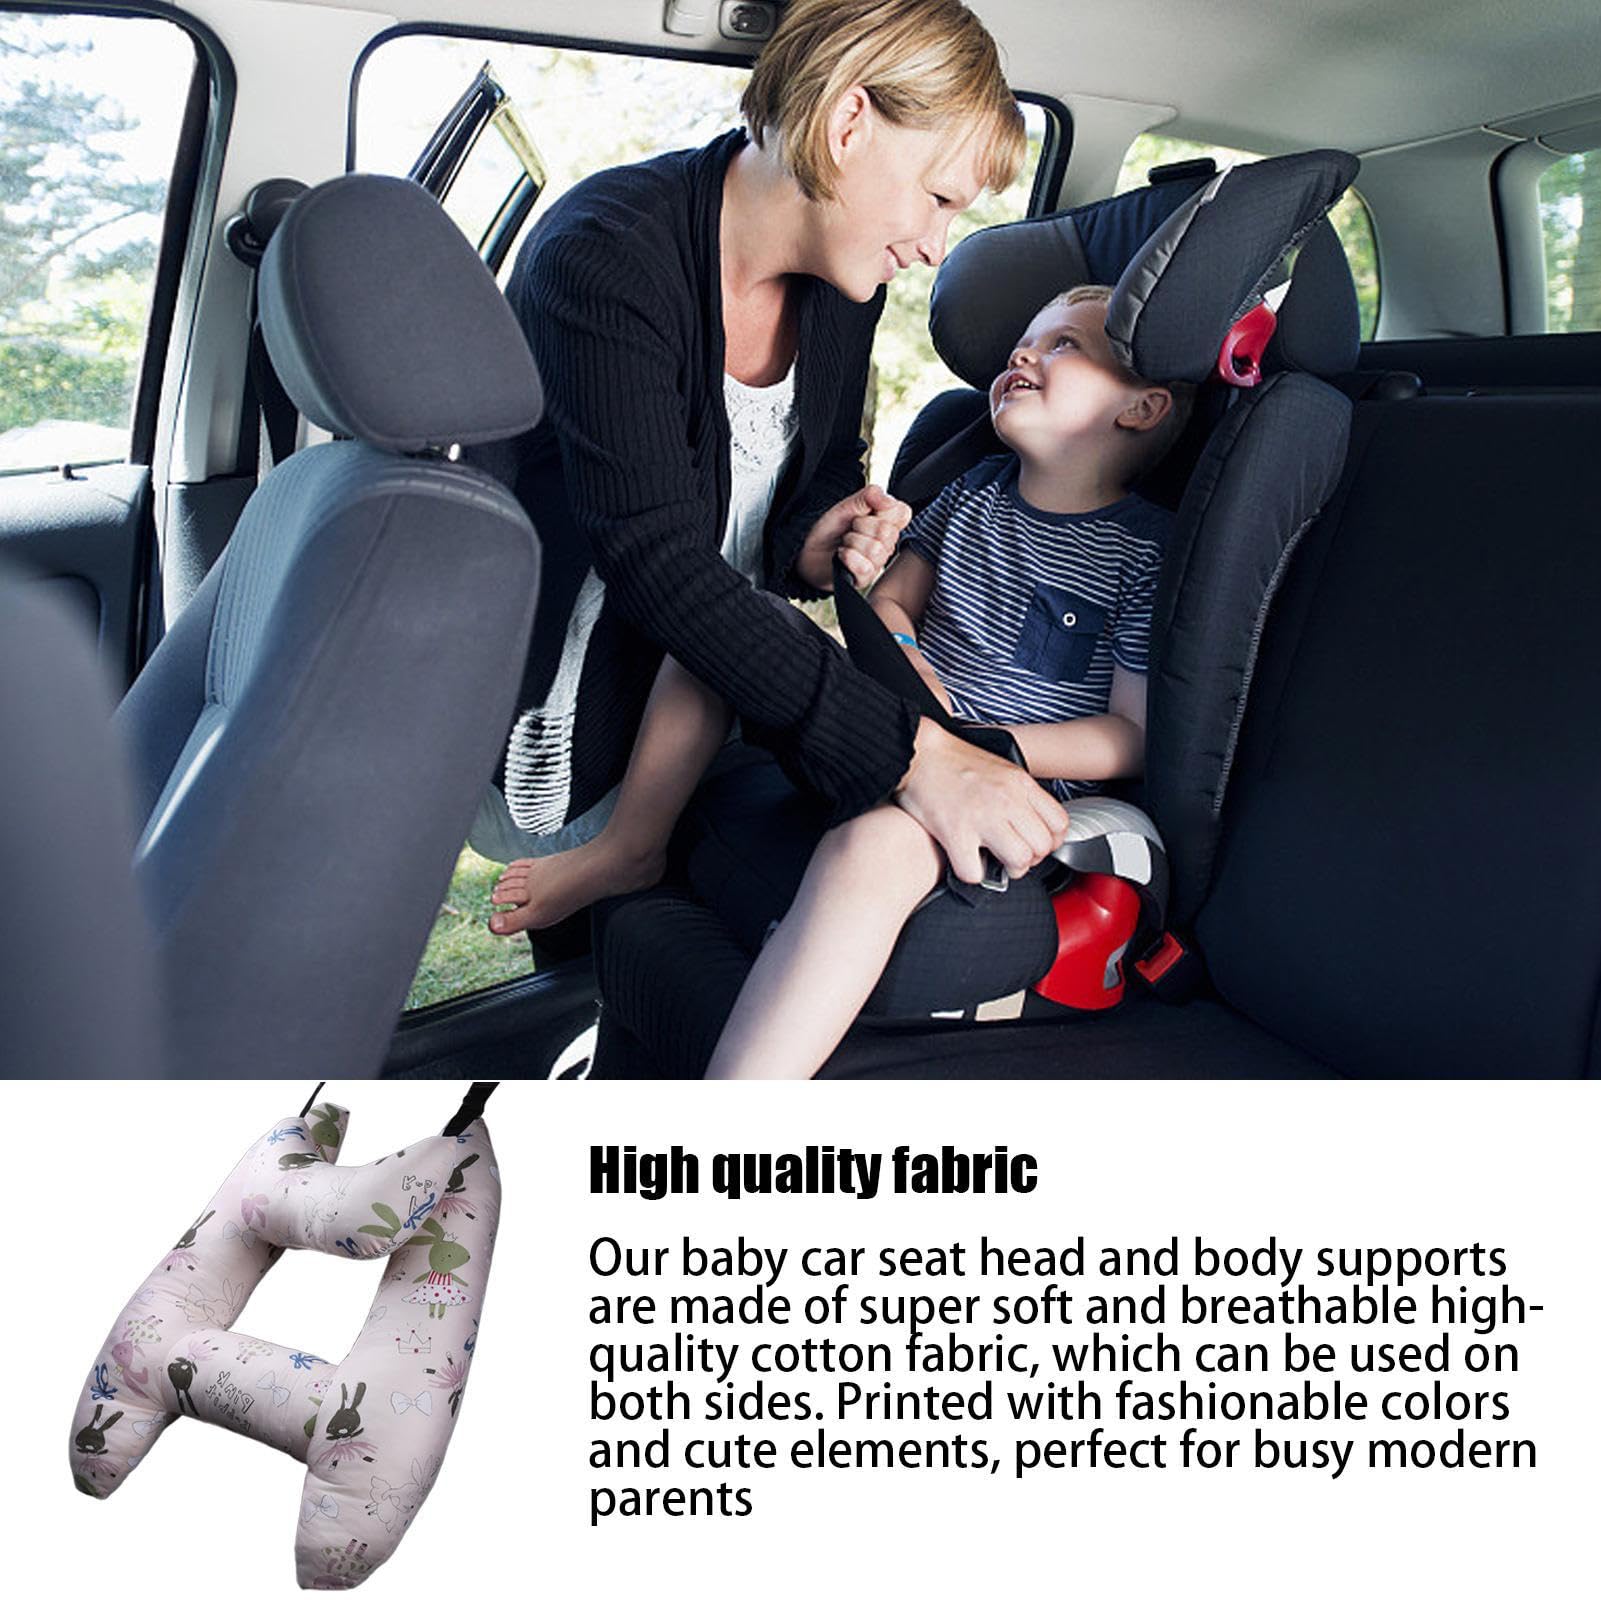 High quality fabric
Our baby car seat head and body supports
are made of super soft and breathable high-
quality cotton fabric, which can be used on
both sides. Printed with fashionable colors
and cute elements, perfect for busy modern
parents